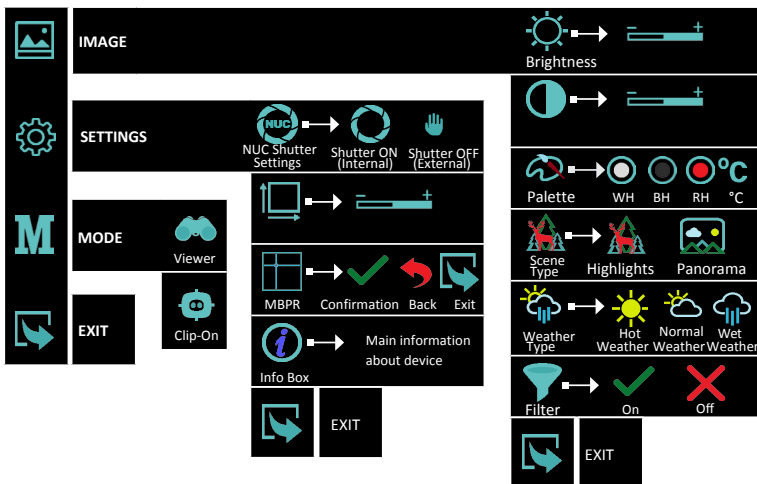 IMAGE
- +
Brightness
- +
SETTINGS
NUC
NUC Shutter
Settings
Shutter ON
(Internal)
Shutter OFF
(External)
°C
Palette
WH
BH
RH
°C
- +
M
MODE
Viewer
Scene
Type
Highlights
Panorama
MBPR
Confirmation
Back
Exit
EXIT
Clip-On
Weather
Type
Hot
Weather
Normal
Weather
Wet
Weather
i
Info Box
Main information
about device
Filter
On
Off
EXIT
EXIT